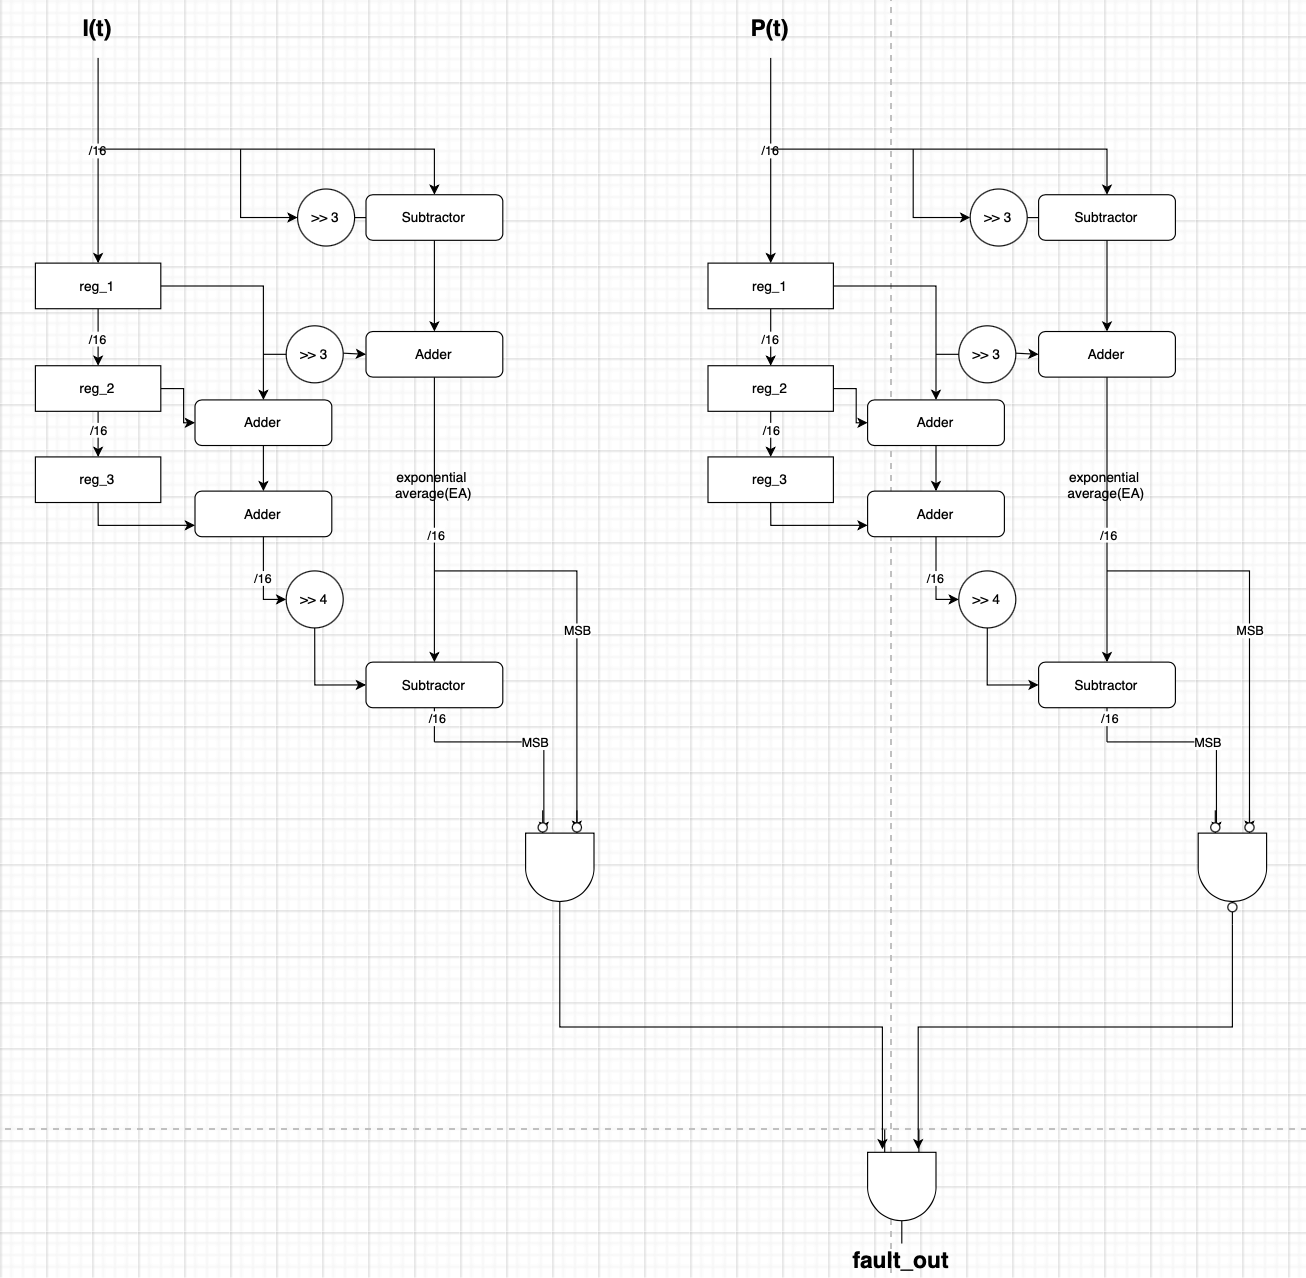 I(t)
P(t)
/16
/16
>> 3
Subtractor
>> 3
Subtractor
reg_1
reg_1
/16
>> 3
Adder
/16
>> 3
Adder
reg_2
reg_2
Adder
Adder
/16
/16
reg_3
exponential
average(EA)
reg_3
exponential
average(EA)
Adder
Adder
/16
/16
/16
/16
>> 4
>> 4
MSB
MSB
Subtractor
Subtractor
/16
/16
MSB
MSB
fault_out